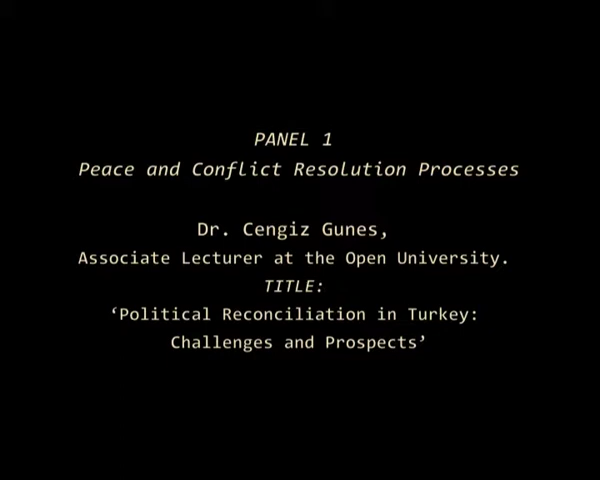 PANEL 1
Peace and Conflict Resolution Processes
Dr. Cengiz Gunes,
Associate Lecturer at the Open University.
TITLE:
‘Political Reconciliation in Turkey:
Challenges and Prospects’